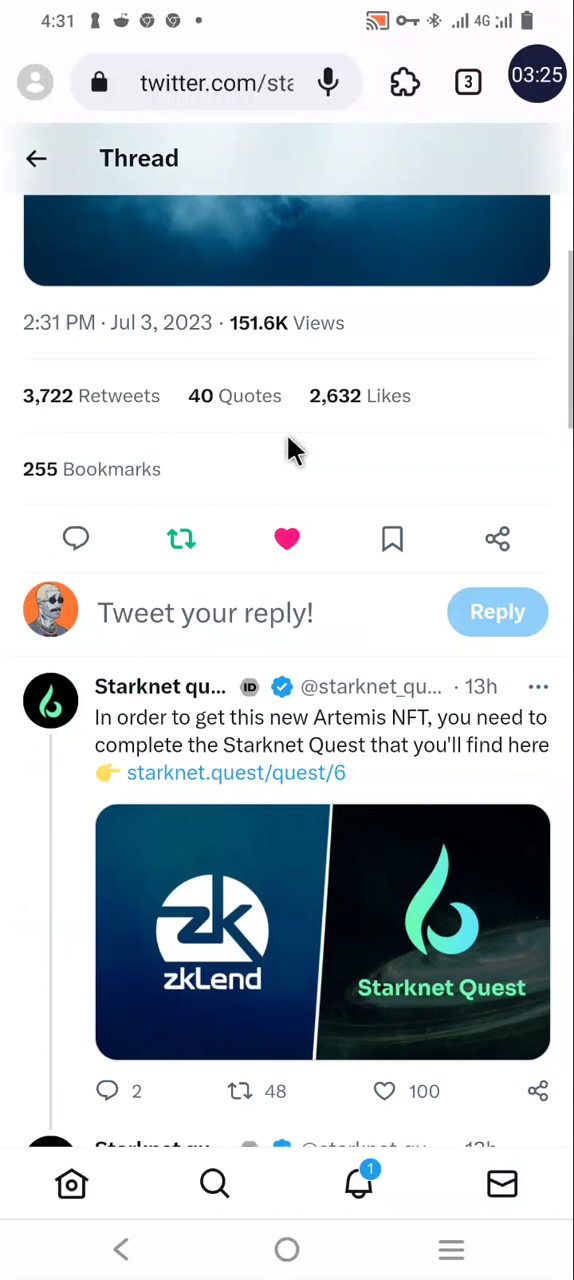 4:31
4G
03:25
twitter.com/sta
3
Thread
2:31 PM · Jul 3, 2023 · 151.6K Views
3,722 Retweets 40 Quotes 2,632 Likes
255 Bookmarks
Tweet your reply!
Reply
Starknet qu... ID @starknet_qu... · 13h
In order to get this new Artemis NFT, you need to
complete the Starknet Quest that you'll find here
👉 starknet.quest/quest/6
zk
zkLend
Starknet Quest
2 48 100
1